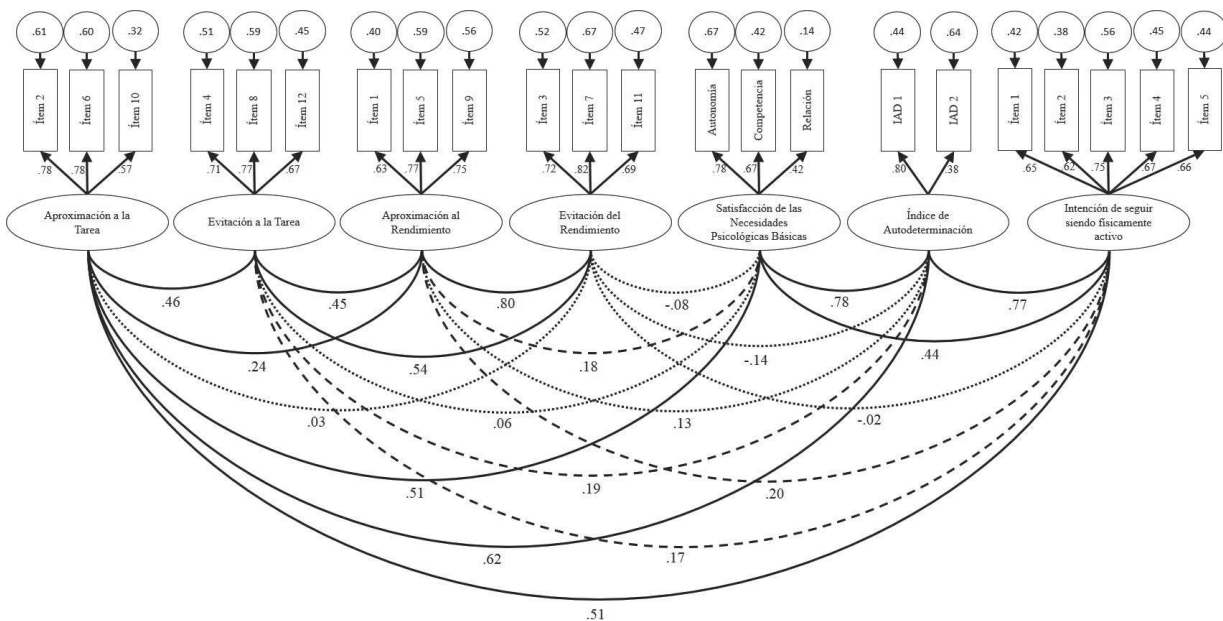 .61 .60 .32 .51 .59 .45 .40 .59 .56 .52 .67 .47 .67 .42 .14 .44 .64 .42 .38 .56 .45 .44
Ítem 2 Ítem 6 Ítem 10 Ítem 4 Ítem 8 Ítem 12 Ítem 1 Ítem 5 Ítem 9 Ítem 3 Ítem 7 Ítem 11 Autonomía Competencia Relación IAD 1 IAD 2 Ítem 1 Ítem 2 Ítem 3 Ítem 4 Ítem 5
.78 .78 .57 .71 .77 .67 .63 .77 .75 .72 .82 .69 .78 .67 .42 .80 .38 .65 .62 .75 .67 .66
Aproximación a la
Tarea
Evitación a la Tarea
Aproximación al
Rendimiento
Evitación del
Rendimiento
Satisfacción de las
Necesidades
Psicológicas Básicas
Índice de
Autodeterminación
Intención de seguir
siendo físicamente
activo
.46 .45 .80 -.08 .78 .77
.24 .54 .18 -.14 .44
.03 .06 .13 -.02
.51 .19 .20
.62 .17
.51